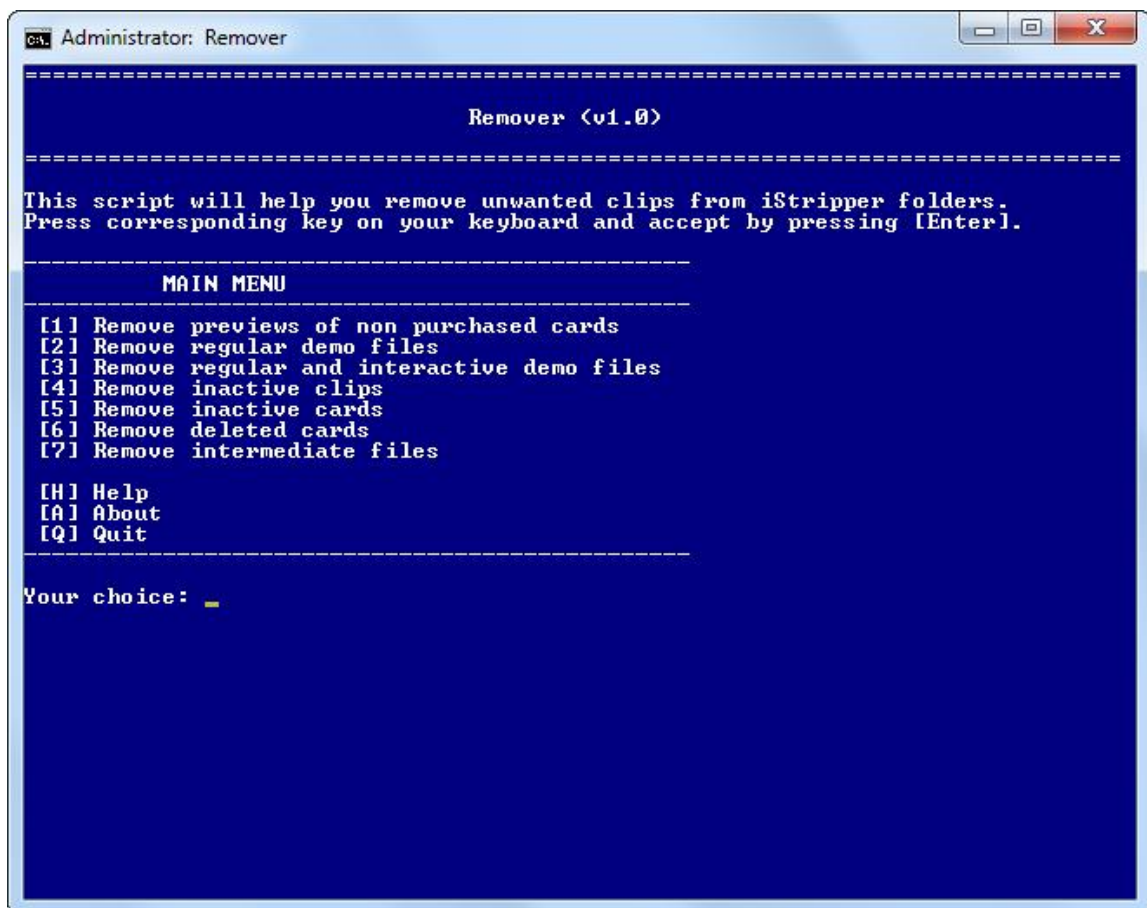 Administrator: Remover
================================================================================
Remover (v1.0)
================================================================================
This script will help you remove unwanted clips from iStripper folders.
Press corresponding key on your keyboard and accept by pressing [Enter].
MAIN MENU
[1] Remove previews of non purchased cards
[2] Remove regular demo files
[3] Remove regular and interactive demo files
[4] Remove inactive clips
[5] Remove inactive cards
[6] Remove deleted cards
[7] Remove intermediate files
[H] Help
[A] About
[Q] Quit
Your choice: _